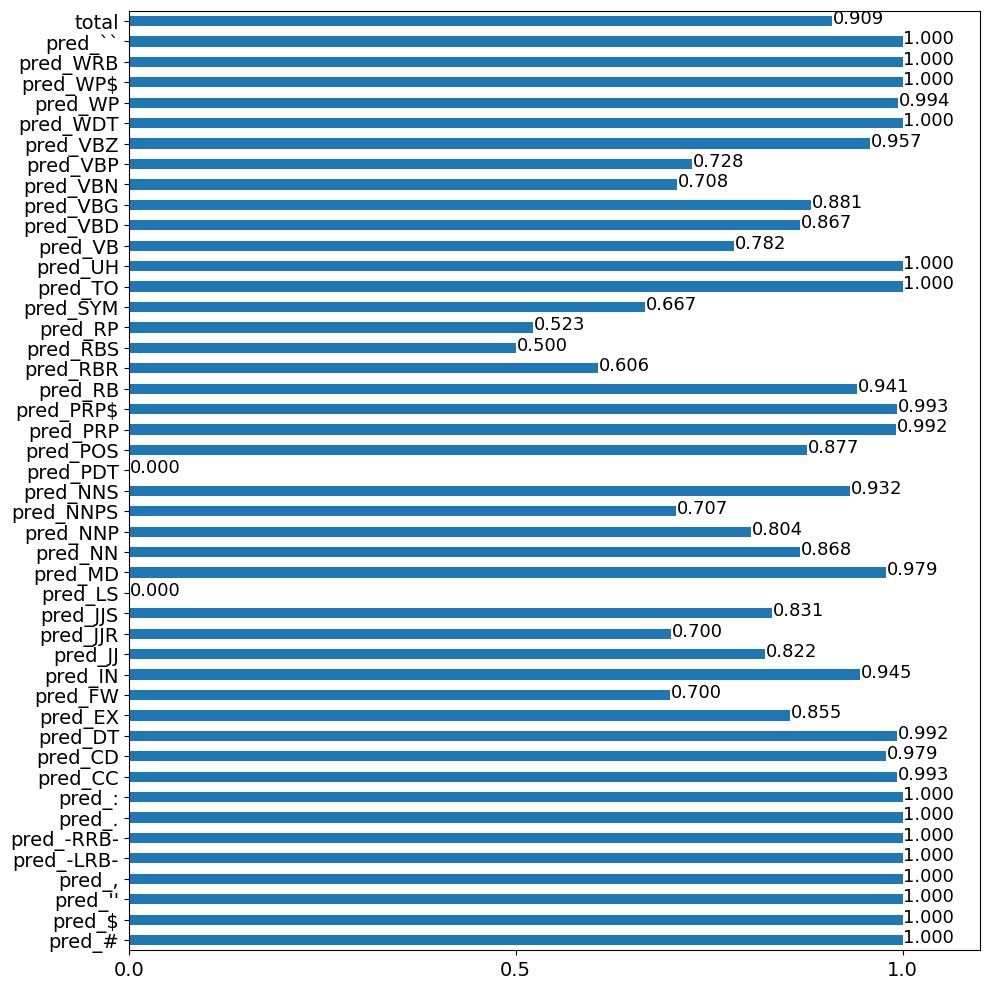 total 0.909
pred_`` 1.000
pred_WRB 1.000
pred_WP$ 1.000
pred_WP 0.994
pred_WDT 1.000
pred_VBZ 0.957
pred_VBP 0.728
pred_VBN 0.708
pred_VBG 0.881
pred_VBD 0.867
pred_VB 0.782
pred_UH 1.000
pred_TO 1.000
pred_SYM 0.667
pred_RP 0.523
pred_RBS 0.500
pred_RBR 0.606
pred_RB 0.941
pred_PRP$ 0.993
pred_PRP 0.992
pred_POS 0.877
pred_PDT 0.000
pred_NNS 0.932
pred_NNPS 0.707
pred_NNP 0.804
pred_NN 0.868
pred_MD 0.979
pred_LS 0.000
pred_JJS 0.831
pred_JJR 0.700
pred_JJ 0.822
pred_IN 0.945
pred_FW 0.700
pred_EX 0.855
pred_DT 0.992
pred_CD 0.979
pred_CC 0.993
pred_: 1.000
pred_. 1.000
pred_-RRB- 1.000
pred_-LRB- 1.000
pred_, 1.000
pred_'' 1.000
pred_$ 1.000
pred_# 1.000
0.0 0.5 1.0